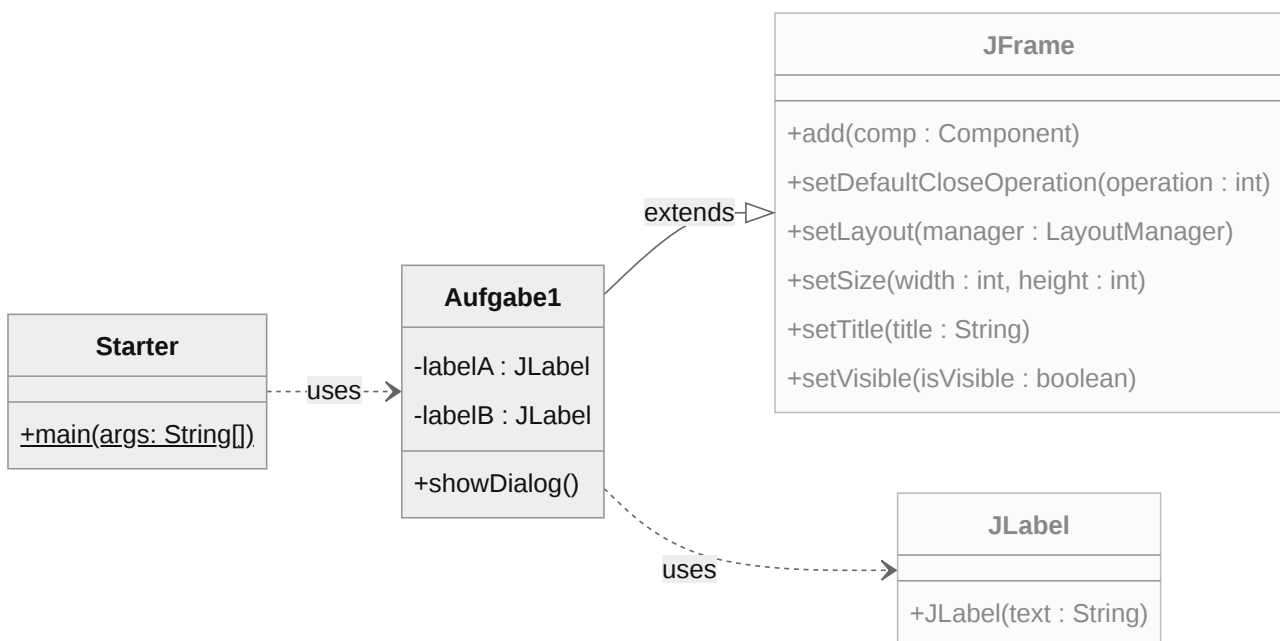 Starter
+main(args: String[])
uses
Aufgabe1
-labelA : JLabel
-labelB : JLabel
+showDialog()
extends
JFrame
+add(comp : Component)
+setDefaultCloseOperation(operation : int)
+setLayout(manager : LayoutManager)
+setSize(width : int, height : int)
+setTitle(title : String)
+setVisible(isVisible : boolean)
uses
JLabel
+JLabel(text : String)